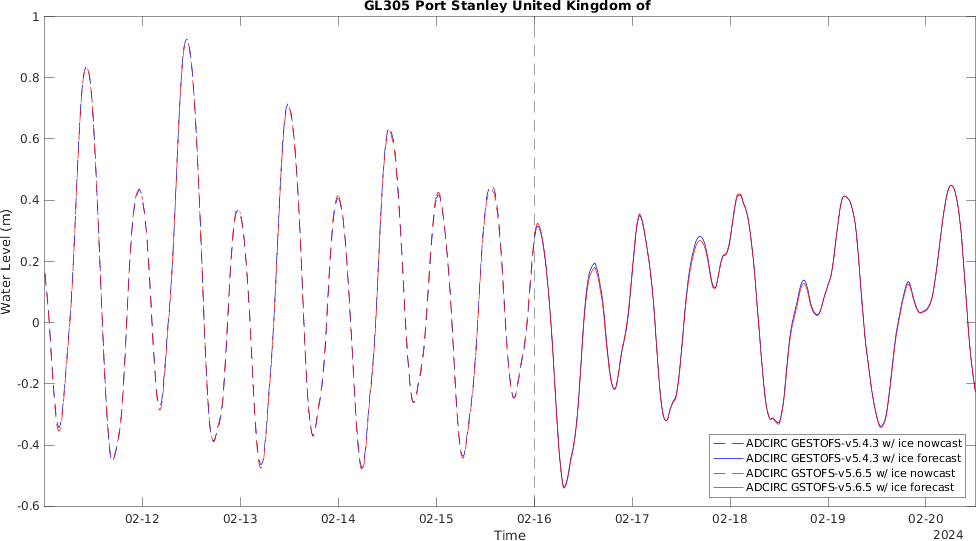 GL305 Port Stanley United Kingdom of
Water Level (m)
1
0.8
0.6
0.4
0.2
0
-0.2
-0.4
-0.6
02-12 02-13 02-14 02-15 02-16 02-17 02-18 02-19 02-20
Time
2024
ADCIRC GESTOFS-v5.4.3 w/ ice nowcast
ADCIRC GESTOFS-v5.4.3 w/ ice forecast
ADCIRC GSTOFS-v5.6.5 w/ ice nowcast
ADCIRC GSTOFS-v5.6.5 w/ ice forecast